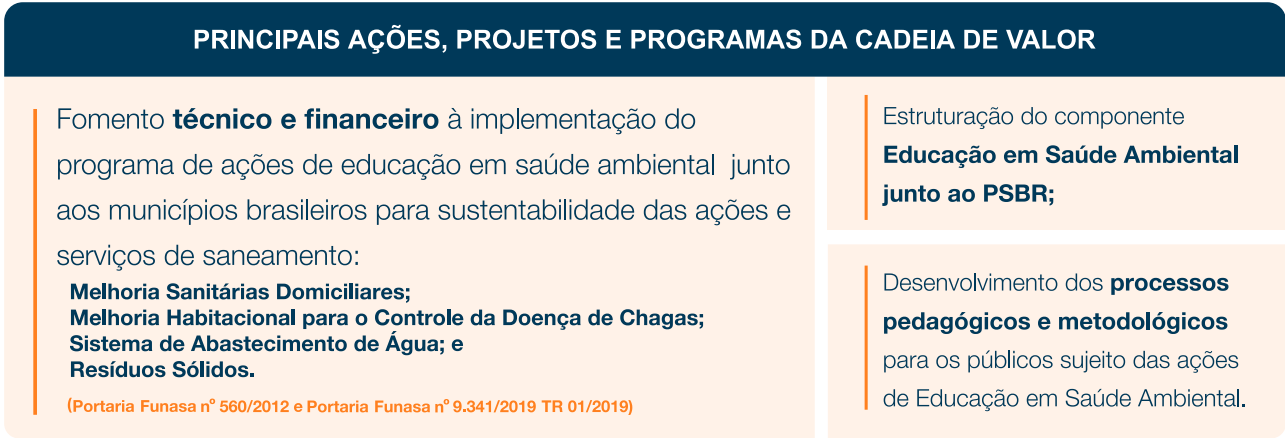 PRINCIPAIS AÇÕES, PROJETOS E PROGRAMAS DA CADEIA DE VALOR
Fomento técnico e financeiro à implementação do
programa de ações de educação em saúde ambiental junto
aos municípios brasileiros para sustentabilidade das ações e
serviços de saneamento:
Melhoria Sanitárias Domiciliares;
Melhoria Habitacional para o Controle da Doença de Chagas;
Sistema de Abastecimento de Água; e
Resíduos Sólidos.
(Portaria Funasa nº 560/2012 e Portaria Funasa nº 9.341/2019 TR 01/2019)
Estruturação do componente
Educação em Saúde Ambiental
junto ao PSBR;
Desenvolvimento dos processos
pedagógicos e metodológicos
para os públicos sujeito das ações
de Educação em Saúde Ambiental.